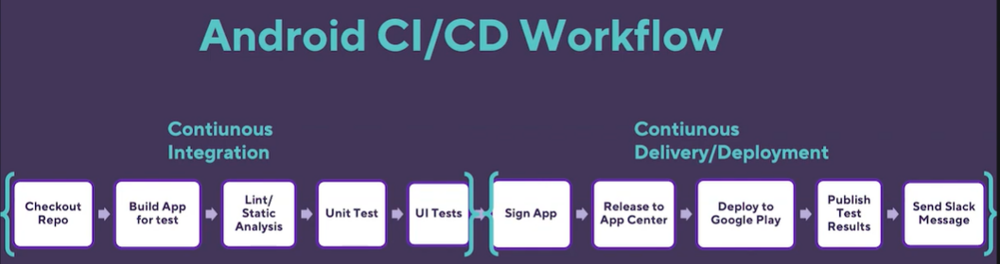 Android CI/CD Workflow
Contiunous
Integration
Contiunous
Delivery/Deployment
Checkout
Repo
Build App
for test
Lint/
Static
Analysis
Unit Test
UI Tests
Sign App
Release to
App Center
Deploy to
Google Play
Publish
Test
Results
Send Slack
Message